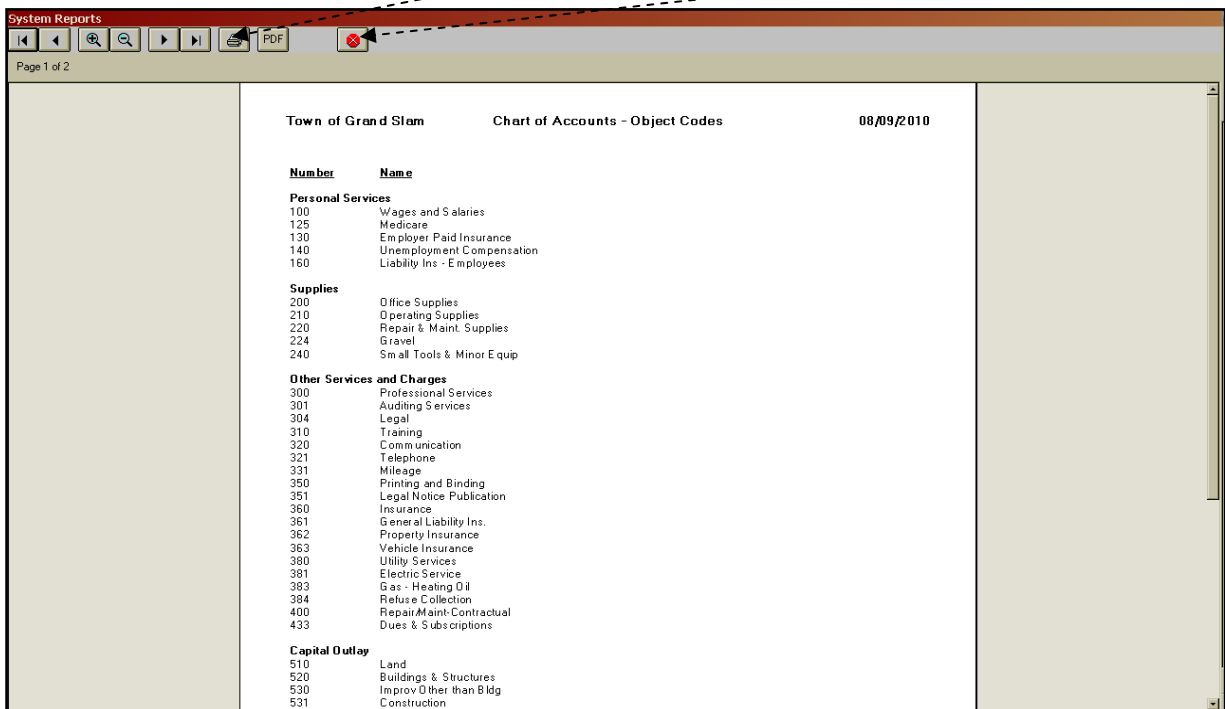 System Reports
PDF
Page 1 of 2
Town of Grand Slam Chart of Accounts - Object Codes 08/09/2010
Number Name
Personal Services
100 Wages and Salaries
125 Medicare
130 Employer Paid Insurance
140 Unemployment Compensation
160 Liability Ins - Employees
Supplies
200 Office Supplies
210 Operating Supplies
220 Repair & Maint. Supplies
224 Gravel
240 Small Tools & Minor Equip
Other Services and Charges
300 Professional Services
301 Auditing Services
304 Legal
310 Training
320 Communication
321 Telephone
331 Mileage
350 Printing and Binding
351 Legal Notice Publication
360 Insurance
361 General Liability Ins.
362 Property Insurance
363 Vehicle Insurance
380 Utility Services
381 Electric Service
383 Gas - Heating Oil
384 Refuse Collection
400 Repair/Maint-Contractual
433 Dues & Subscriptions
Capital Outlay
510 Land
520 Buildings & Structures
530 Improv Other than Bldg
531 Construction